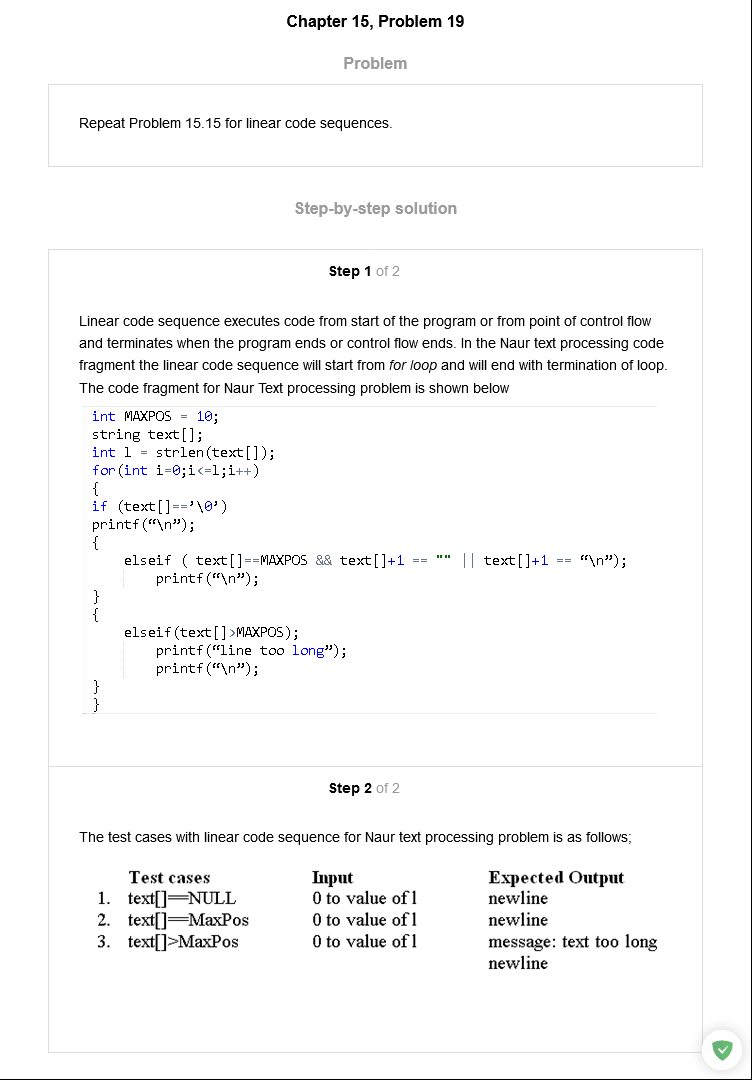 Chapter 15, Problem 19
Problem
Repeat Problem 15.15 for linear code sequences.
Step-by-step solution
Step 1 of 2
Linear code sequence executes code from start of the program or from point of control flow
and terminates when the program ends or control flow ends. In the Naur text processing code
fragment the linear code sequence will start from for loop and will end with termination of loop.
The code fragment for Naur Text processing problem is shown below
int MAXPOS = 10;
string text[];
int l = strlen(text[]);
for(int i=0;i<=l;i++)
{
if (text[]==’\0’)
printf(“\n”);
{
elseif ( text[]==MAXPOS && text[]+1 == "" || text[]+1 == “\n”);
printf(“\n”);
}
{
elseif(text[]>MAXPOS);
printf(“line too long”);
printf(“\n”);
}
}
Step 2 of 2
The test cases with linear code sequence for Naur text processing problem is as follows;
Test cases Input Expected Output
1. text[]==NULL 0 to value of l newline
2. text[]==MaxPos 0 to value of l newline
3. text[]>MaxPos 0 to value of l message: text too long
newline